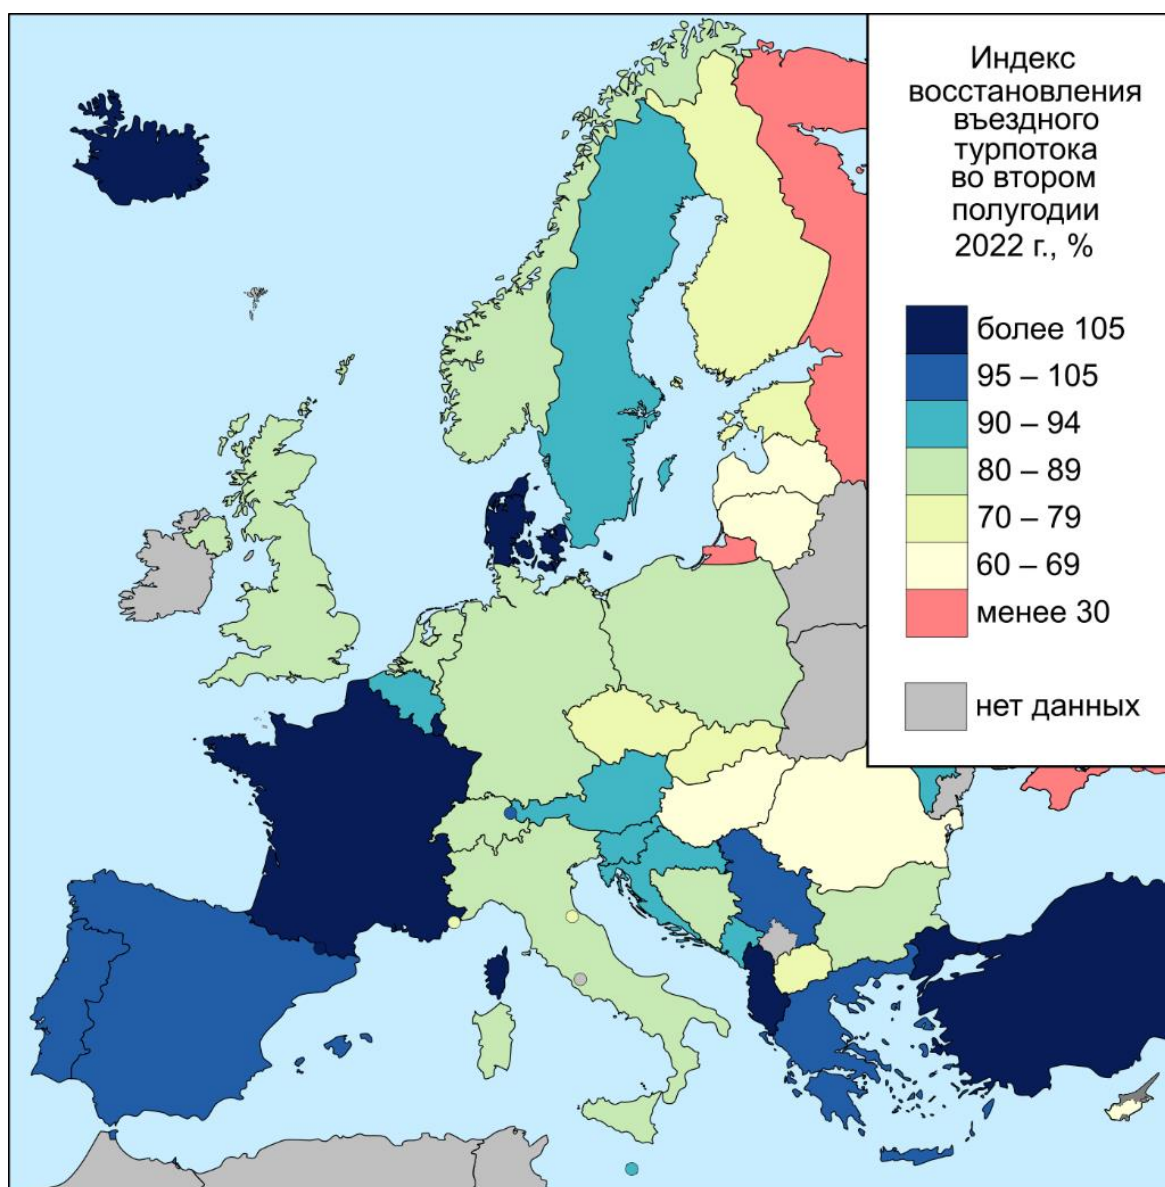 Индекс
восстановления
въездного
турпотока
во втором
полугодии
2022 г., %
более 105
95 – 105
90 – 94
80 – 89
70 – 79
60 – 69
менее 30
нет данных